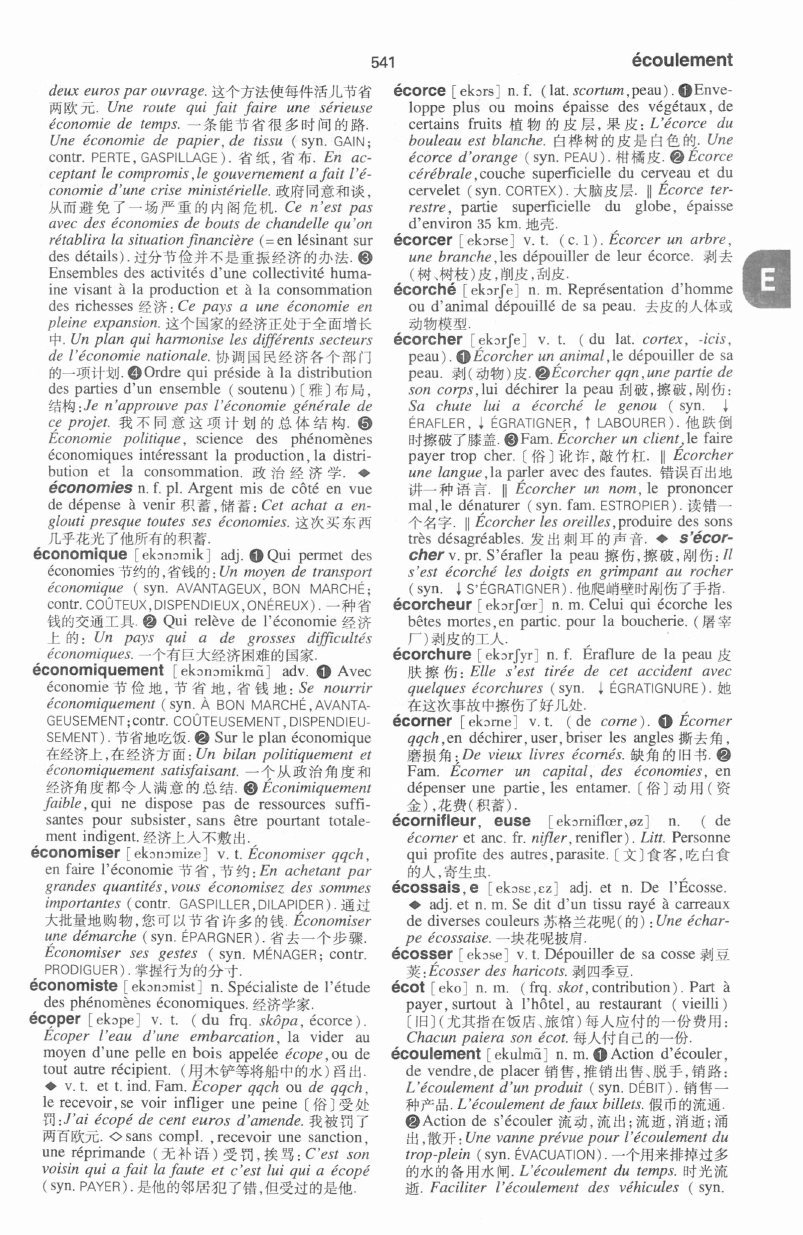 541
écoulement
deux euros par ouvrage. 这个方法使每件活儿节省
两欧元. Une route qui fait faire une sérieuse
économie de temps. 一条能节省很多时间的路.
Une économie de papier, de tissu ( syn. GAIN;
contr. PERTE, GASPILLAGE). 省纸,省布. En ac-
ceptant le compromis,le gouvernement a fait l'é-
conomie d'une crise ministérielle. 政府同意和谈,
从而避免了一场严重的内阁危机. Ce n'est pas
avec des économies de bouts de chandelle qu'on
rétablira la situation financière (=en lésinant sur
des détails). 过分节俭并不是重振经济的办法. ❸
Ensembles des activités d'une collectivité humai-
ine visant à la production et à la consommation
des richesses 经济:Ce pays a une économie en
pleine expansion. 这个国家的经济正处于全面增长
中. Un plan qui harmonise les différents secteurs
de l'économie nationale. 协调国民经济各个部门
的一项计划. ❹Ordre qui préside à la distribution
des parties d'un ensemble (soutenu)〔雅〕布局,
结构:Je n'approuve pas l'économie générale de
ce projet. 我不同意这项计划的总体结构. ❺
Économie politique, science des phénomènes
économiques intéressant la production,la distri-
bution et la consommation. 政治经济学. ◆
économies n. f. pl. Argent mis de côté en vue
de dépense à venir 积蓄,储蓄:Cet achat a en-
glouti presque toutes ses économies. 这次买东西
几乎花光了他所有的积蓄.
économique [ekɔnɔmik] adj. ❶Qui permet des
économies 节约的,省钱的:Un moyen de transport
économique ( syn. AVANTAGEUX, BON MARCHÉ;
contr. COÛTEUX,DISPENDIEUX,ONÉREUX). 一种省
钱的交通工具. ❷ Qui relève de l'économie 经济
上的: Un pays qui a de grosses difficultés
économiques. 一个有巨大经济困难的国家.
économiquement [ekɔnɔmikmɑ̃] adv. ❶ Avec
économie 节俭地, 节省地, 省钱地: Se nourrir
économiquement (syn. À BON MARCHÉ,AVANTA-
GEUSEMENT;contr. COÛTEUSEMENT,DISPENDIEU-
SEMENT). 节省地吃饭. ❷ Sur le plan économique
在经济上,在经济方面:Un bilan politiquement et
économiquement satisfaisant. 一个从政治角度和
经济角度都令人满意的总结. ❸ Éconimiquement
faible, qui ne dispose pas de ressources suffi-
santes pour subsister, sans être pourtant totale-
ment indigent. 经济上入不敷出.
économiser [ekɔnɔmize] v. t. Économiser qqch,
en faire l'économie 节省,节约:En achetant par
grandes quantités,vous économisez des sommes
importantes (contr. GASPILLER,DILAPIDER). 通过
大批量地购物,您可以节省许多的钱. Économiser
une démarche (syn. ÉPARGNER). 省去一个步骤.
Économiser ses gestes ( syn. MÉNAGER; contr.
PRODIGUER). 掌握行为的分寸.
économiste [ekɔnɔmist] n. Spécialiste de l'étude
des phénomènes économiques. 经济学家.
écoper [ekɔpe] v. t. ( du frq. skôpa, écorce).
Écoper l'eau d'une embarcation, la vider au
moyen d'une pelle en bois appelée écope,ou de
tout autre récipient. (用木铲等将船中的水)舀出.
◆ v. t. et t. ind. Fam. Écoper qqch ou de qqch,
le recevoir,se voir infliger une peine〔俗〕受处
罚:J'ai écopé de cent euros d'amende. 我被罚了
两百欧元. ◇sans compl. , recevoir une sanction,
une réprimande (无补语)受罚,挨骂:C'est son
voisin qui a fait la faute et c'est lui qui a écopé
(syn. PAYER). 是他的邻居犯了错,但受过的是他.
écorce [ekɔrs] n. f. (lat. scortum,peau). ❶Enve-
loppe plus ou moins épaisse des végétaux, de
certains fruits 植物的皮层,果皮: L'écorce du
bouleau est blanche. 白桦树的皮是白色的. Une
écorce d'orange (syn. PEAU). 柑橘皮. ❷ Écorce
cérébrale,couche superficielle du cerveau et du
cervelet (syn. CORTEX). 大脑皮层. ‖ Écorce ter-
restre, partie superficielle du globe, épaisse
d'environ 35 km. 地壳.
écorcer [ekɔrse] v. t. (c. 1). Écorcer un arbre,
une branche,les dépouiller de leur écorce. 剥去
(树、树枝)皮,削皮,刮皮.
écorché [ekɔrʃe] n. m. Représentation d'homme
ou d'animal dépouillé de sa peau. 去皮的人体或
动物模型.
écorcher [ekɔrʃe] v. t. ( du lat. cortex, -icis,
peau). ❶Écorcher un animal,le dépouiller de sa
peau. 剥(动物)皮. ❷Écorcher qqn,une partie de
son corps,lui déchirer la peau 刮破,擦破,剐伤:
Sa chute lui a écorché le genou ( syn. ↓
ÉRAFLER, ↓ ÉGRATIGNER, ↑ LABOURER). 他跌倒
时擦破了膝盖. ❸Fam. Écorcher un client,le faire
payer trop cher.〔俗〕讹诈,敲竹杠. ‖ Écorcher
une langue,la parler avec des fautes. 错误百出地
讲一种语言. ‖ Écorcher un nom, le prononcer
mal,le dénaturer (syn. fam. ESTROPIER). 读错一
个名字. ‖ Écorcher les oreilles,produire des sons
très désagréables. 发出刺耳的声音. ◆ s'écor-
cher v. pr. S'érafler la peau 擦伤,擦破,剐伤:Il
s'est écorché les doigts en grimpant au rocher
(syn. ↓S'ÉGRATIGNER). 他爬峭壁时剐伤了手指.
écorcheur [ekɔrʃœr] n. m. Celui qui écorche les
bêtes mortes,en partic. pour la boucherie. (屠宰
厂)剥皮的工人.
écorchure [ekɔrʃyr] n. f. Éraflure de la peau 皮
肤擦伤: Elle s'est tirée de cet accident avec
quelques écorchures (syn. ↓ÉGRATIGNURE). 她
在这次事故中擦伤了好几处.
écorner [ekɔrne] v. t. ( de corne). ❶ Écorner
qqch,en déchirer,user,briser les angles 撕去角,
磨损角:De vieux livres écornés. 缺角的旧书. ❷
Fam. Écorner un capital, des économies, en
dépenser une partie, les entamer.〔俗〕动用(资
金),花费(积蓄).
écornifleur, euse [ekɔrniflœr,øz] n. ( de
écorner et anc. fr. nifler,renifler). Litt. Personne
qui profite des autres,parasite.〔文〕食客,吃白食
的人,寄生虫.
écossais,e [ekɔsɛ,ɛz] adj. et n. De l'Écosse.
◆ adj. et n. m. Se dit d'un tissu rayé à carreaux
de diverses couleurs 苏格兰花呢(的):Une échar-
pe écossaise. 一块花呢披肩.
écosser [ekɔse] v. t. Dépouiller de sa cosse 剥豆
荚:Écosser des haricots. 剥四季豆.
écot [eko] n. m. (frq. skot,contribution). Part à
payer, surtout à l'hôtel, au restaurant (vieilli)
〔旧〕(尤其指在饭店、旅馆)每人应付的一份费用:
Chacun paiera son écot. 每人付自己的一份.
écoulement [ekulmɑ̃] n. m. ❶Action d'écouler,
de vendre,de placer 销售,推销出售、脱手,销路:
L'écoulement d'un produit (syn. DÉBIT). 销售一
种产品. L'écoulement de faux billets. 假币的流通.
❷Action de s'écouler 流动,流出;流逝,消逝;涌
出,散开:Une vanne prévue pour l'écoulement du
trop-plein (syn. ÉVACUATION). 一个用来排掉过多
的水的备用水闸. L'écoulement du temps. 时光流
逝. Faciliter l'écoulement des véhicules ( syn.
E